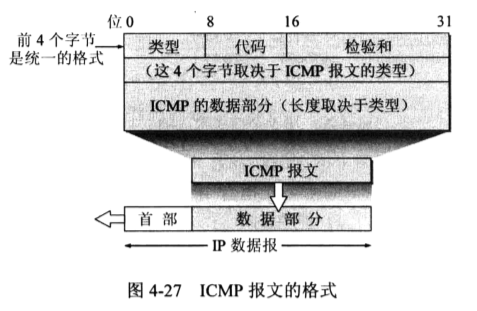 位 0 8 16 31
前 4 个字节
是统一的格式
类型 代码 检验和
（这 4 个字节取决于 ICMP 报文的类型）
ICMP 的数据部分（长度取决于类型）
ICMP 报文
首 部 数 据 部 分
IP 数据报
图 4-27 ICMP 报文的格式